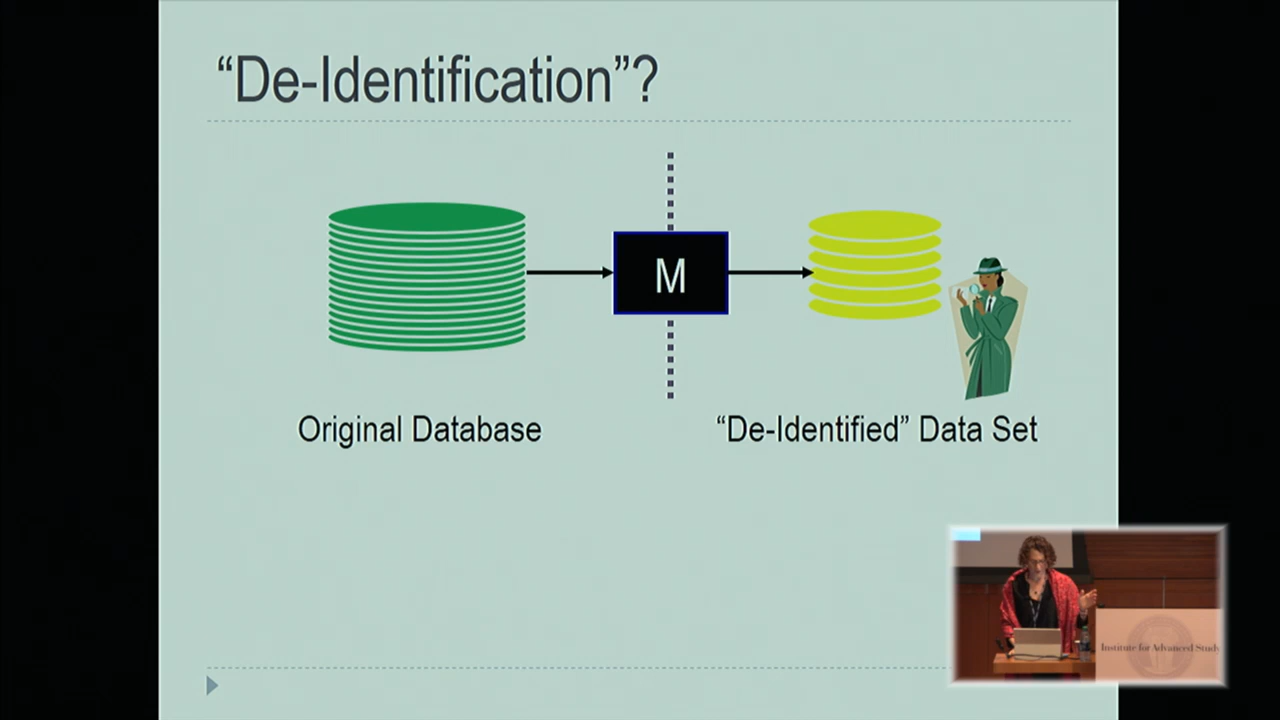 “De-Identification”?
M
Original Database
“De-Identified” Data Set
Institute for Advanced Study